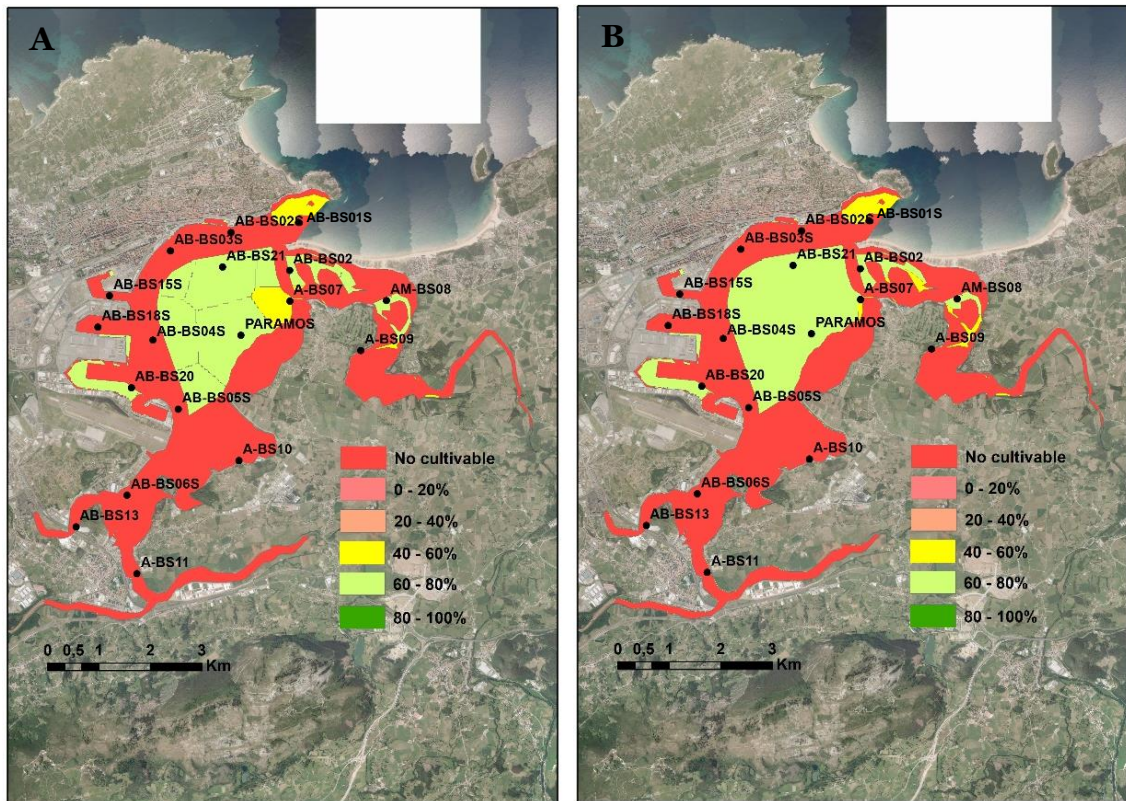 A
AB-BS02S
AB-BS01S
AB-BS03S
AB-BS21
AB-BS02
AB-BS15S
A-BS07
AM-BS08
AB-BS18S
AB-BS04S
PARAMOS
A-BS09
AB-BS20
AB-BS05S
A-BS10
AB-BS06S
AB-BS13
A-BS11
No cultivable
0 - 20%
20 - 40%
40 - 60%
60 - 80%
80 - 100%
0 0,5 1 2 3
Km
B
AB-BS02S
AB-BS01S
AB-BS03S
AB-BS21
AB-BS02
AB-BS15S
A-BS07
AM-BS08
AB-BS18S
AB-BS04S
PARAMOS
A-BS09
AB-BS20
AB-BS05S
A-BS10
AB-BS06S
AB-BS13
A-BS11
No cultivable
0 - 20%
20 - 40%
40 - 60%
60 - 80%
80 - 100%
0 0,5 1 2 3
Km